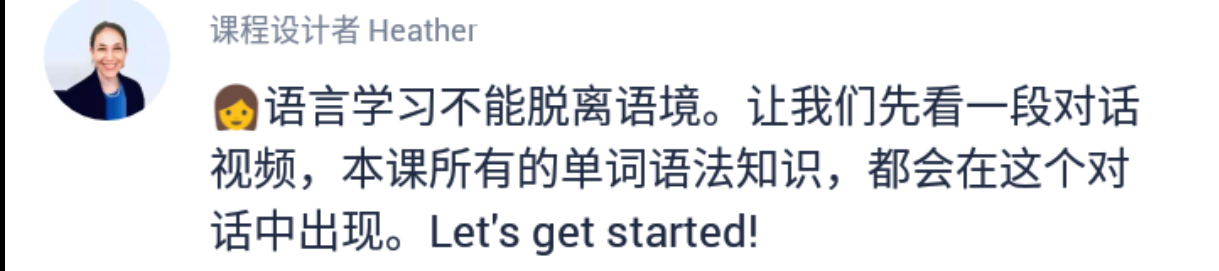 课程设计者 Heather
👩语言学习不能脱离语境。让我们先看一段对话
视频，本课所有的单词语法知识，都会在这个对
话中出现。Let's get started!